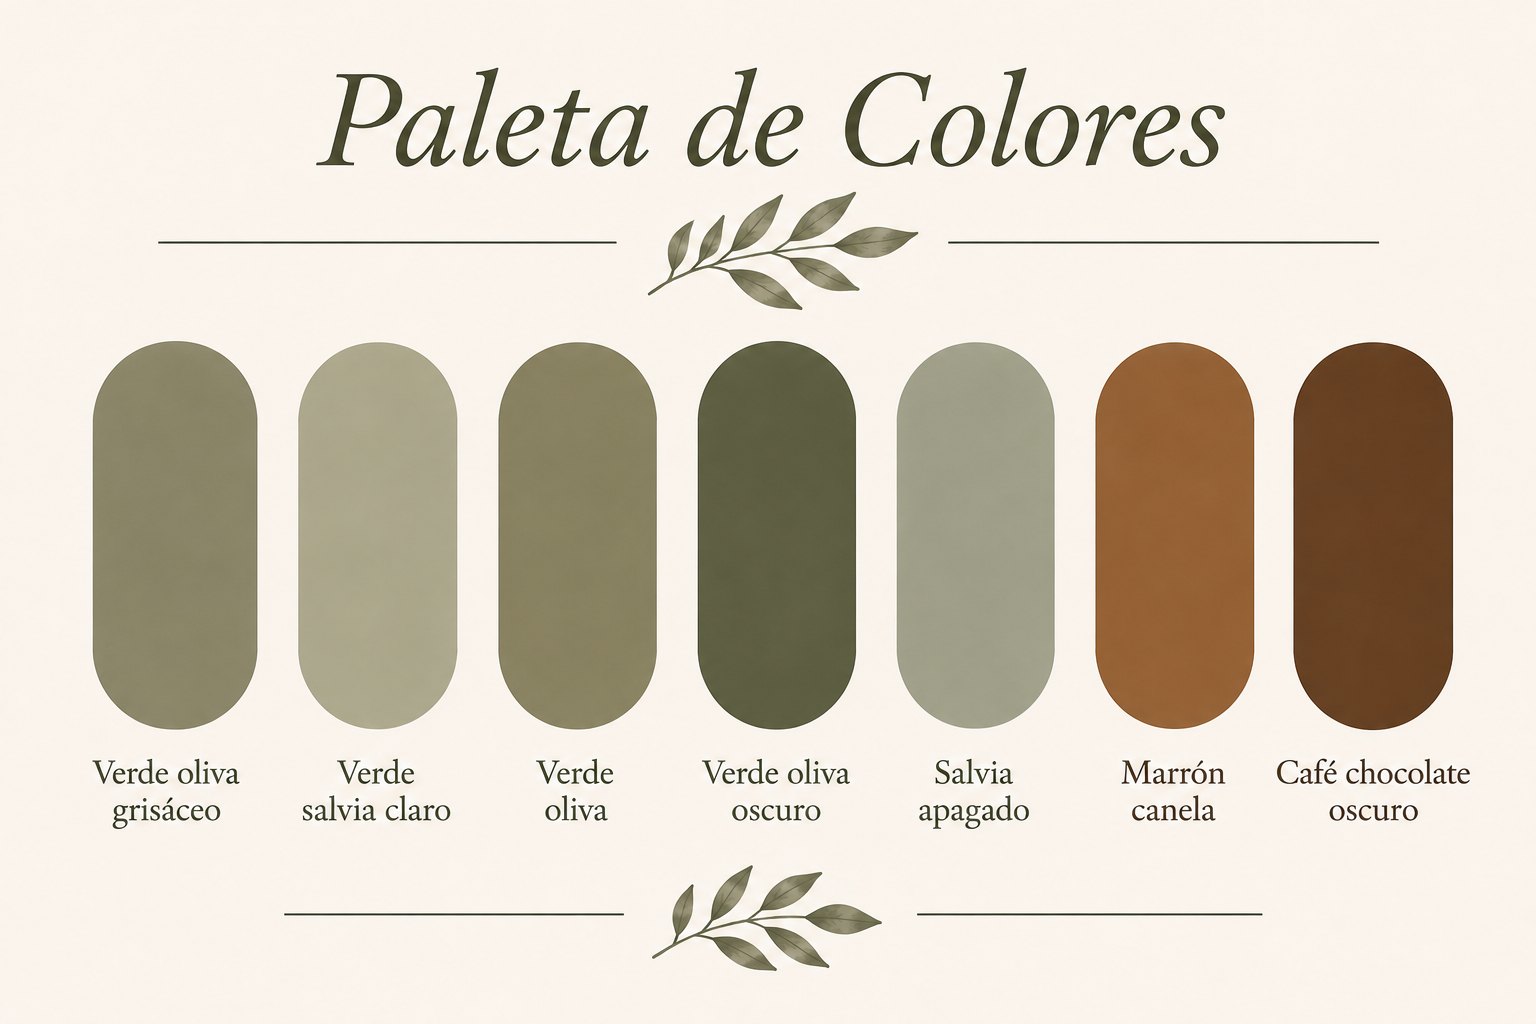 Paleta de Colores
Verde oliva
grisáceo
Verde
salvia claro
Verde
oliva
Verde oliva
oscuro
Salvia
apagado
Marrón
canela
Café chocolate
oscuro